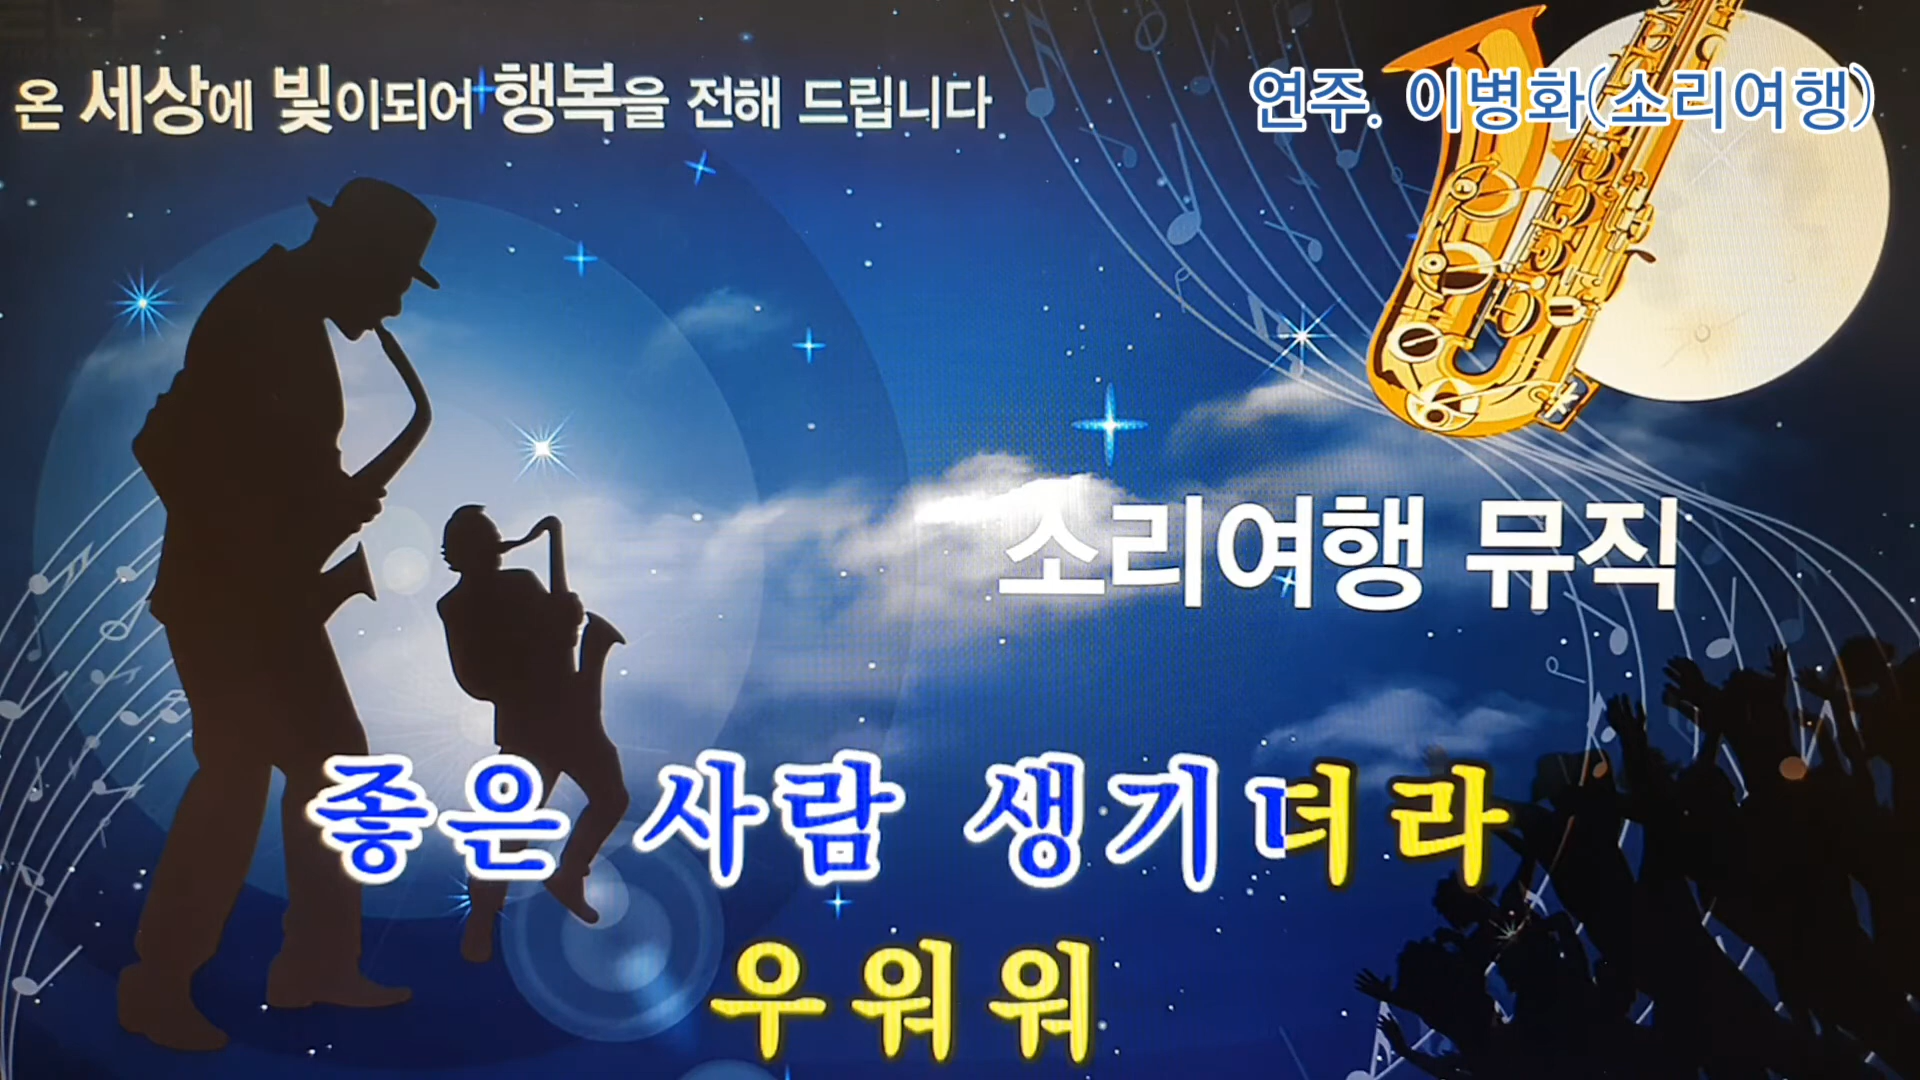 온 세상에 빛이되어 행복을 전해 드립니다
연주. 이병화(소리여행)
소리여행 뮤직
좋은 사람 생기더라
우워워